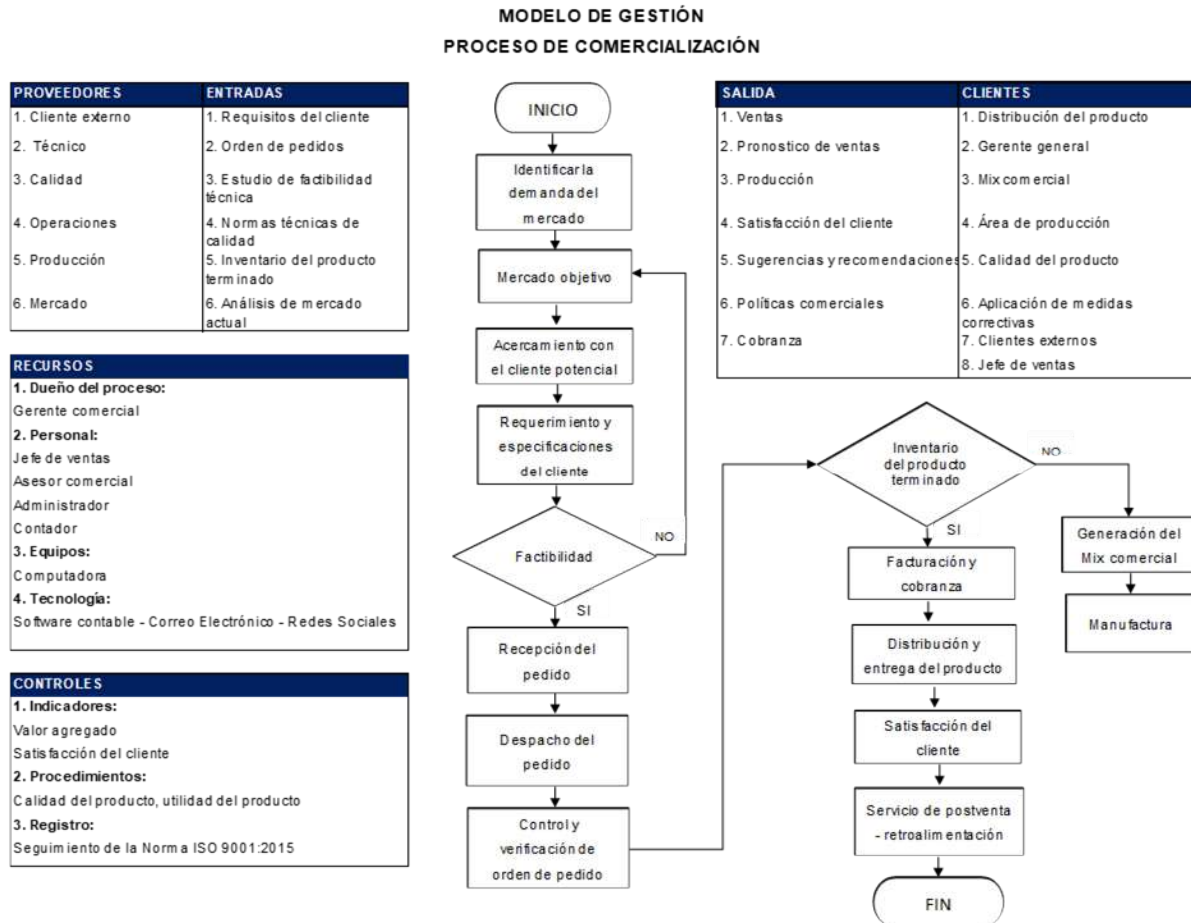 MODELO DE GESTIÓN
PROCESO DE COMERCIALIZACIÓN
PROVEEDORES
ENTRADAS
1. Cliente externo
1. Requisitos del cliente
2. Técnico
2. Orden de pedidos
3. Calidad
3. Estudio de factibilidad
técnica
4. Operaciones
4. Normas técnicas de
calidad
5. Producción
5. Inventario del producto
terminado
6. Mercado
6. Análisis de mercado
actual
RECURSOS
1. Dueño del proceso:
Gerente comercial
2. Personal:
Jefe de ventas
Asesor comercial
Administrador
Contador
3. Equipos:
Computadora
4. Tecnología:
Software contable - Correo Electrónico - Redes Sociales
CONTROLES
1. Indicadores:
Valor agregado
Satisfacción del cliente
2. Procedimientos:
Calidad del producto, utilidad del producto
3. Registro:
Seguimiento de la Norma ISO 9001:2015
INICIO
Identificar la
demanda del
mercado
Mercado objetivo
Acercamiento con
el cliente potencial
Requerimiento y
especificaciones
del cliente
Factibilidad
NO
SI
Recepción del
pedido
Despacho del
pedido
Control y
verificación de
orden de pedido
SALIDA
CLIENTES
1. Ventas
1. Distribución del producto
2. Pronostico de ventas
2. Gerente general
3. Producción
3. Mix comercial
4. Satisfacción del cliente
4. Área de producción
5. Sugerencias y recomendaciones
5. Calidad del producto
6. Políticas comerciales
6. Aplicación de medidas
correctivas
7. Cobranza
7. Clientes externos
8. Jefe de ventas
Inventario
del producto
terminado
NO
SI
Generación del
Mix comercial
Manufactura
Facturación y
cobranza
Distribución y
entrega del producto
Satisfacción del
cliente
Servicio de postventa
- retroalimentación
FIN